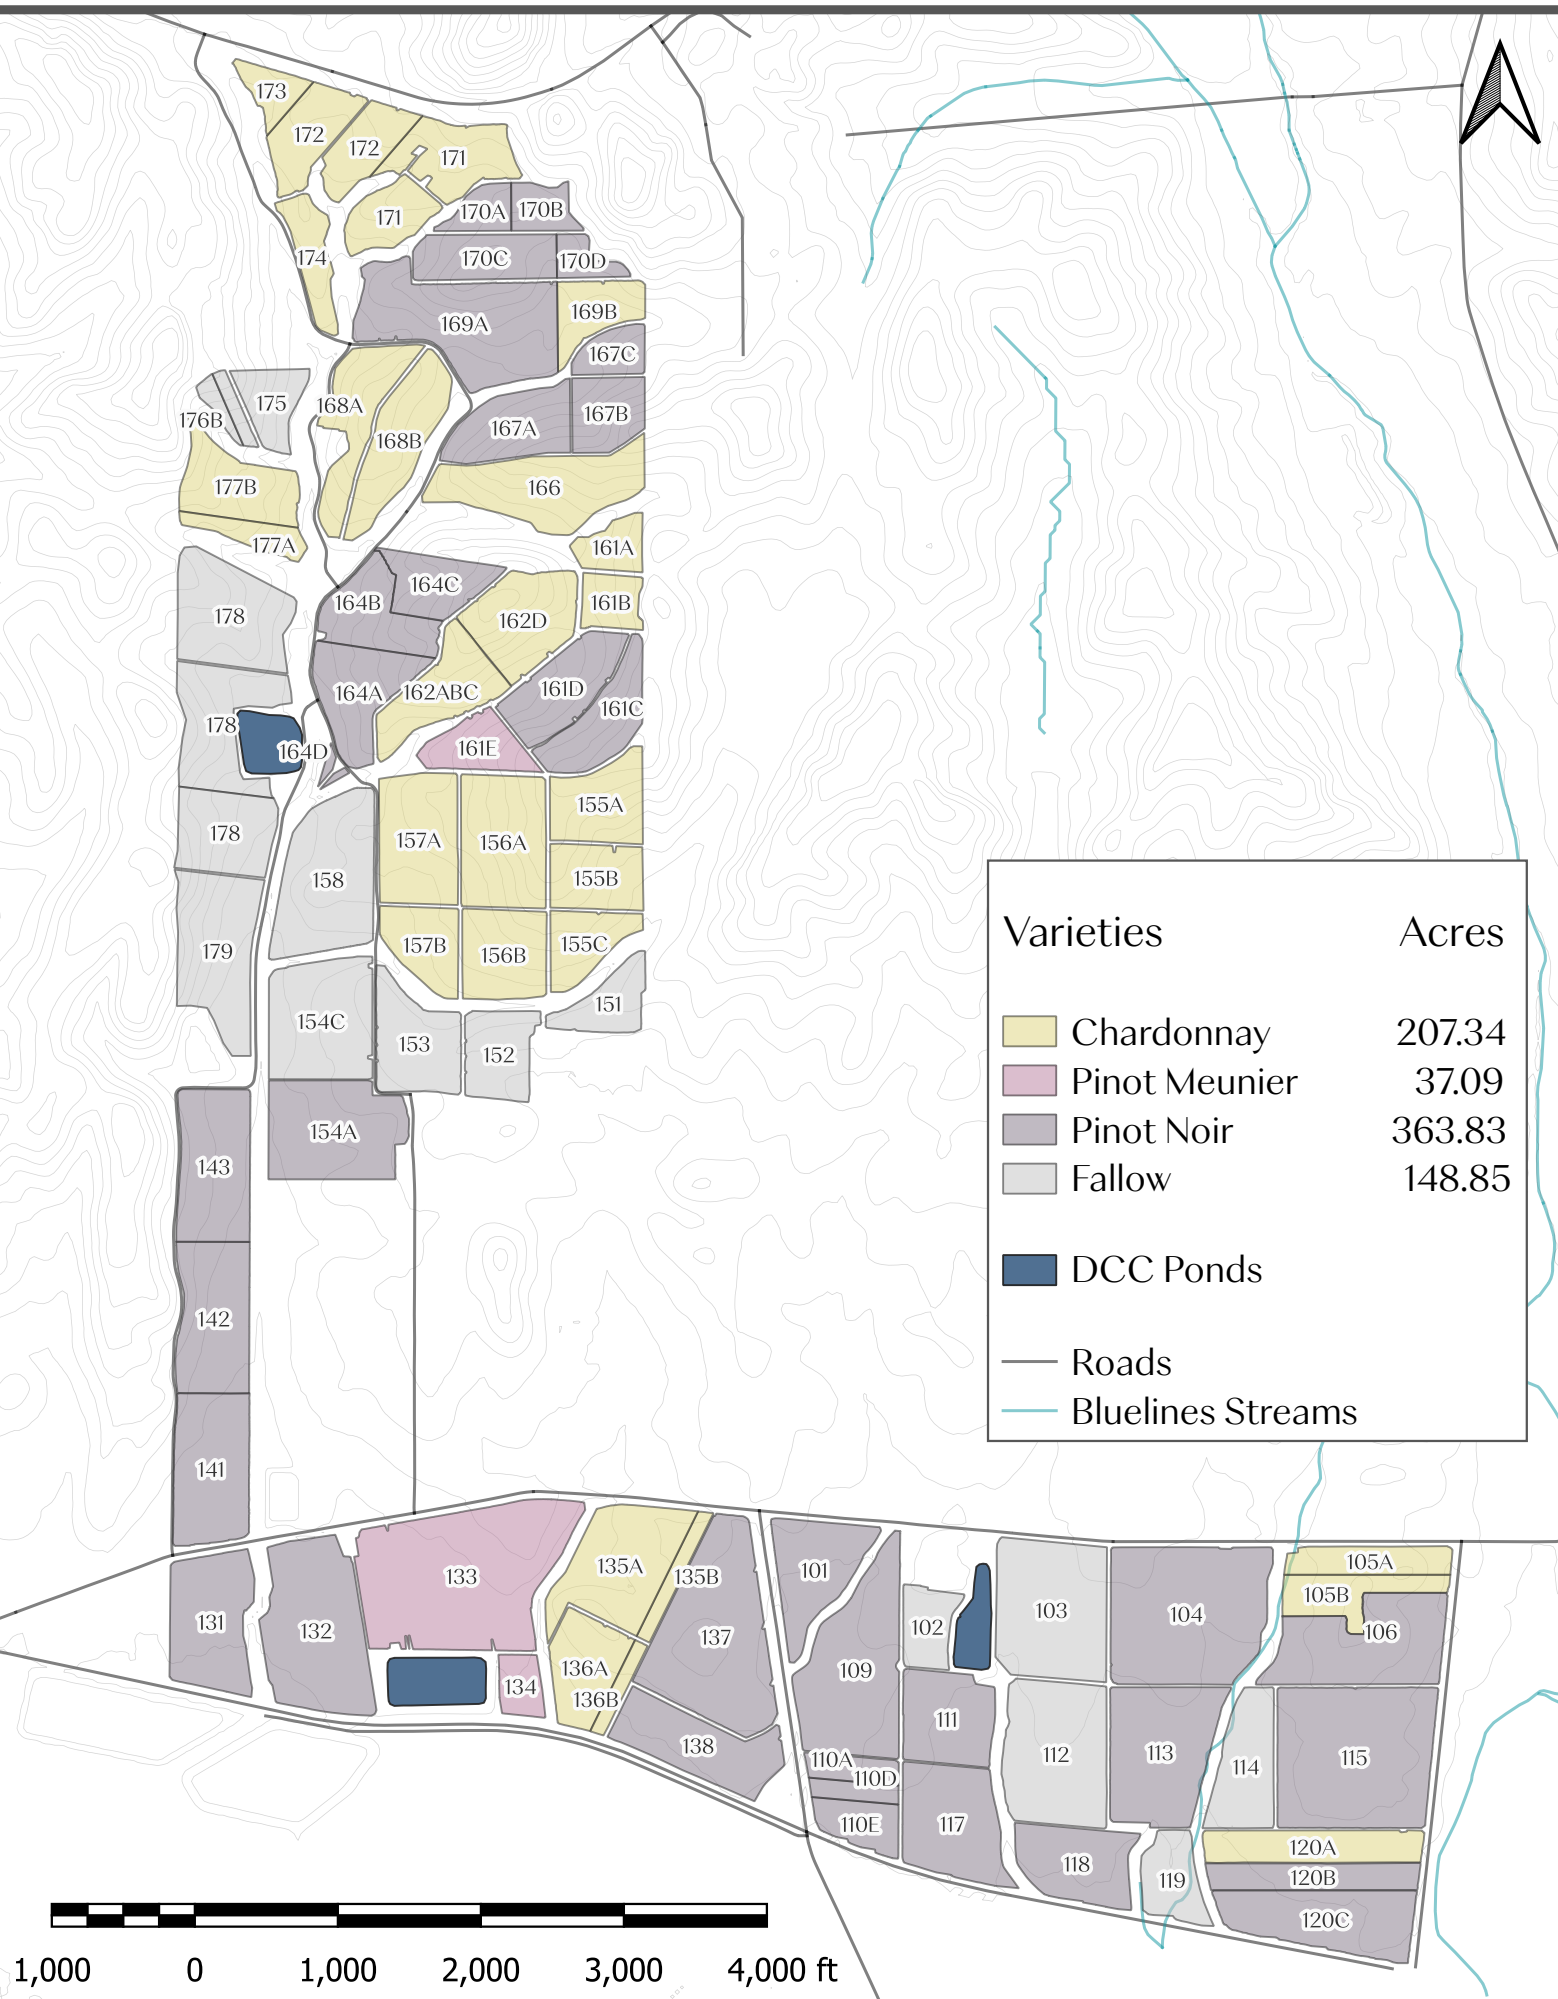 173
172
172
171
171
170A
170B
174
170C
170D
169A
169B
167C
175
176B
168A
168B
167A
167B
177B
166
177A
161A
164C
164B
161B
178
162D
164A
162ABC
161D
161C
178
164D
161E
155A
178
157A
156A
158
155B
179
157B
156B
155C
151
154C
153
152
154A
143
142
141
Varieties Acres
Chardonnay 207.34
Pinot Meunier 37.09
Pinot Noir 363.83
Fallow 148.85
DCC Ponds
Roads
Bluelines Streams
133
135A
135B
101
105A
105B
131
132
137
102
103
104
106
136A
134
136B
109
138
111
112
113
114
115
110A
110D
110E
117
118
119
120A
120B
120C
1,000 0 1,000 2,000 3,000 4,000 ft